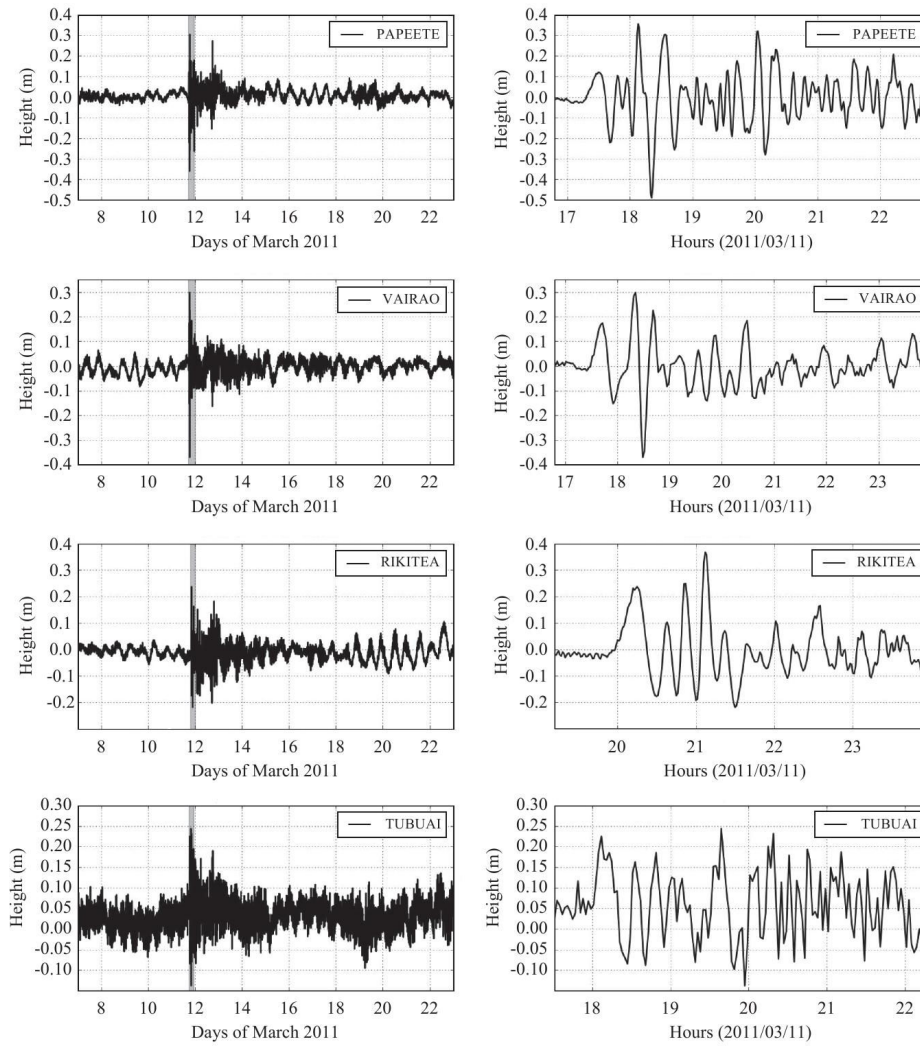 PAPEETE
Height (m)
0.4
0.3
0.2
0.1
0.0
-0.1
-0.2
-0.3
-0.4
-0.5
8 10 12 14 16 18 20 22
Days of March 2011
PAPEETE
Height (m)
0.4
0.3
0.2
0.1
0.0
-0.1
-0.2
-0.3
-0.4
-0.5
17 18 19 20 21 22
Hours (2011/03/11)
VAIRAO
Height (m)
0.3
0.2
0.1
0.0
-0.1
-0.2
-0.3
-0.4
8 10 12 14 16 18 20 22
Days of March 2011
VAIRAO
Height (m)
0.3
0.2
0.1
0.0
-0.1
-0.2
-0.3
-0.4
17 18 19 20 21 22 23
Hours (2011/03/11)
RIKITEA
Height (m)
0.4
0.3
0.2
0.1
0.0
-0.1
-0.2
8 10 12 14 16 18 20 22
Days of March 2011
RIKITEA
Height (m)
0.4
0.3
0.2
0.1
0.0
-0.1
-0.2
20 21 22 23
Hours (2011/03/11)
TUBUAI
Height (m)
0.30
0.25
0.20
0.15
0.10
0.05
0.00
0.05
-0.10
8 10 12 14 16 18 20 22
Days of March 2011
TUBUAI
Height (m)
0.30
0.25
0.20
0.15
0.10
0.05
0.00
0.05
-0.10
18 19 20 21 22
Hours (2011/03/11)